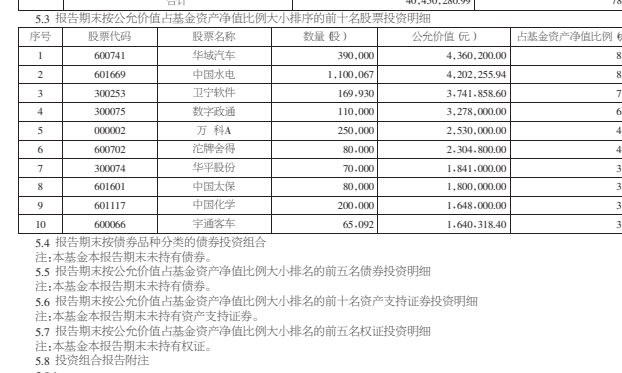 合计 40,450,280.99 78
5.3 报告期末按公允价值占基金资产净值比例大小排序的前十名股票投资明细
序号 股票代码 股票名称 数量(股) 公允价值(元) 占基金资产净值比例
1 600741 华域汽车 390,000 4,360,200.00 8
2 601669 中国水电 1,100,067 4,202,255.94 8
3 300253 卫宁软件 169,930 3,741,858.60 7
4 300075 数字政通 110,000 3,278,000.00 6
5 000002 万 科A 250,000 2,530,000.00 4
6 600702 沱牌舍得 80,000 2,304,800.00 4
7 300074 华平股份 70,000 1,841,000.00 3
8 601601 中国太保 80,000 1,800,000.00 3
9 601117 中国化学 200,000 1,648,000.00 3
10 600066 宇通客车 65,092 1,640,318.40 3
5.4 报告期末按债券品种分类的债券投资组合
注:本基金本报告期末未持有债券。
5.5 报告期末按公允价值占基金资产净值比例大小排名的前五名债券投资明细
注:本基金本报告期末未持有债券。
5.6 报告期末按公允价值占基金资产净值比例大小排名的前十名资产支持证券投资明细
注:本基金本报告期末未持有资产支持证券。
5.7 报告期末按公允价值占基金资产净值比例大小排名的前五名权证投资明细
注:本基金本报告期末未持有权证。
5.8 投资组合报告附注